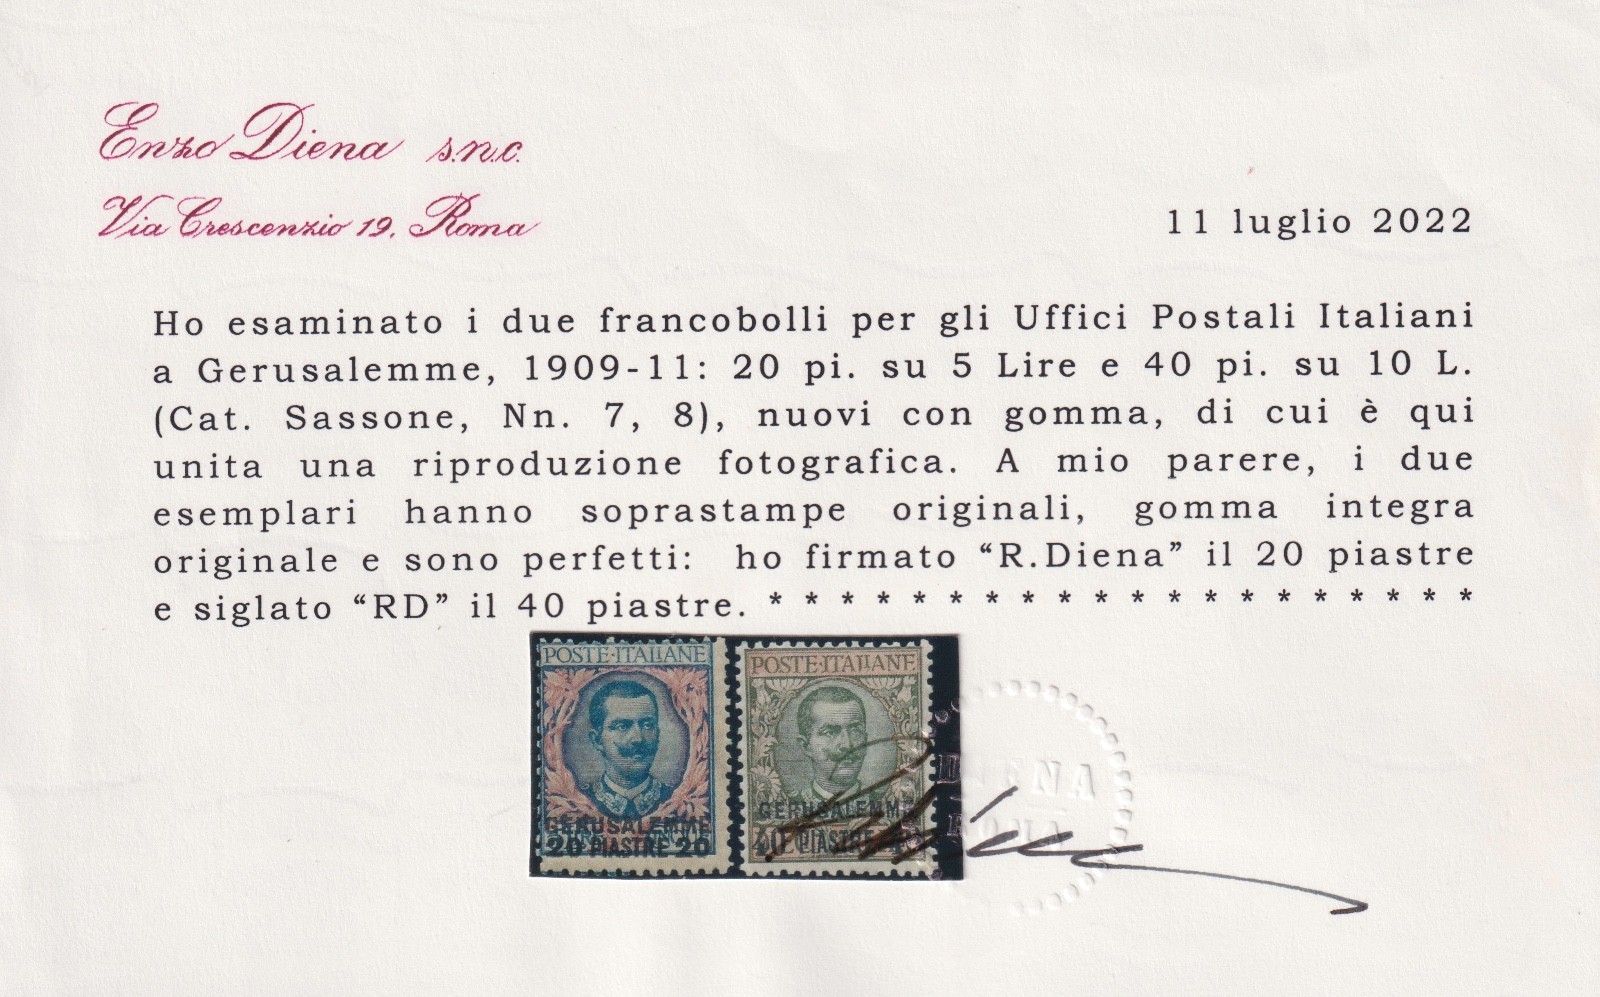 Enzo Diena s.n.c.
Via Crescenzio 19, Roma
11 luglio 2022
Ho esaminato i due francobolli per gli Uffici Postali Italiani
a Gerusalemme, 1909-11: 20 pi. su 5 Lire e 40 pi. su 10 L.
(Cat. Sassone, Nn. 7, 8), nuovi con gomma, di cui è qui
unita una riproduzione fotografica. A mio parere, i due
esemplari hanno soprastampe originali, gomma integra
originale e sono perfetti: ho firmato “R.Diena” il 20 piastre
e siglato “RD” il 40 piastre. * * * * * * * * * * * * * * * * * * * *
POSTE·ITALIANE
GERUSALEMME
20 PIASTRE 20
POSTE·ITALIANE
GERUSALEMME
40 PIASTRE
DIENA
ROMA